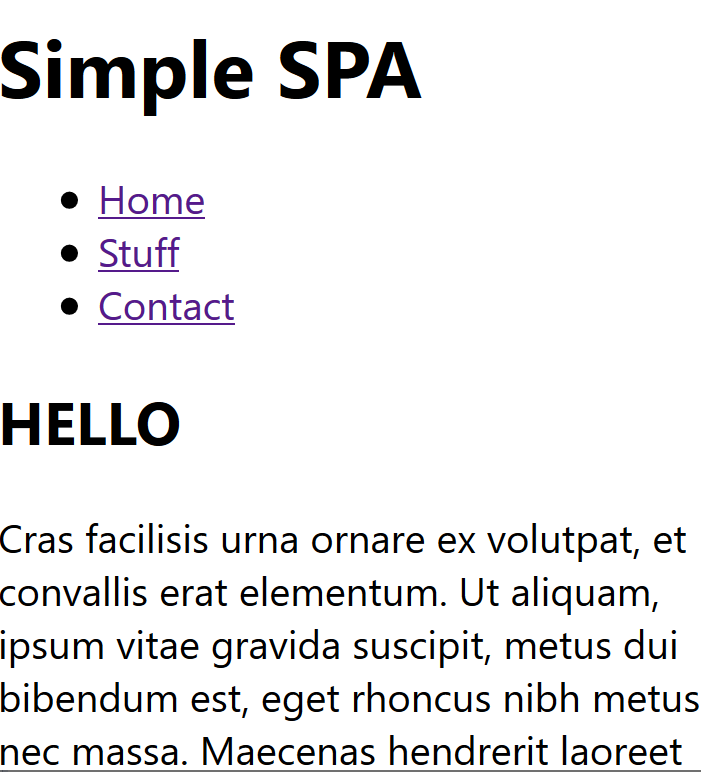 Simple SPA
Home
Stuff
Contact
HELLO
Cras facilisis urna ornare ex volutpat, et
convallis erat elementum. Ut aliquam,
ipsum vitae gravida suscipit, metus dui
bibendum est, eget rhoncus nibh metus
nec massa. Maecenas hendrerit laoreet